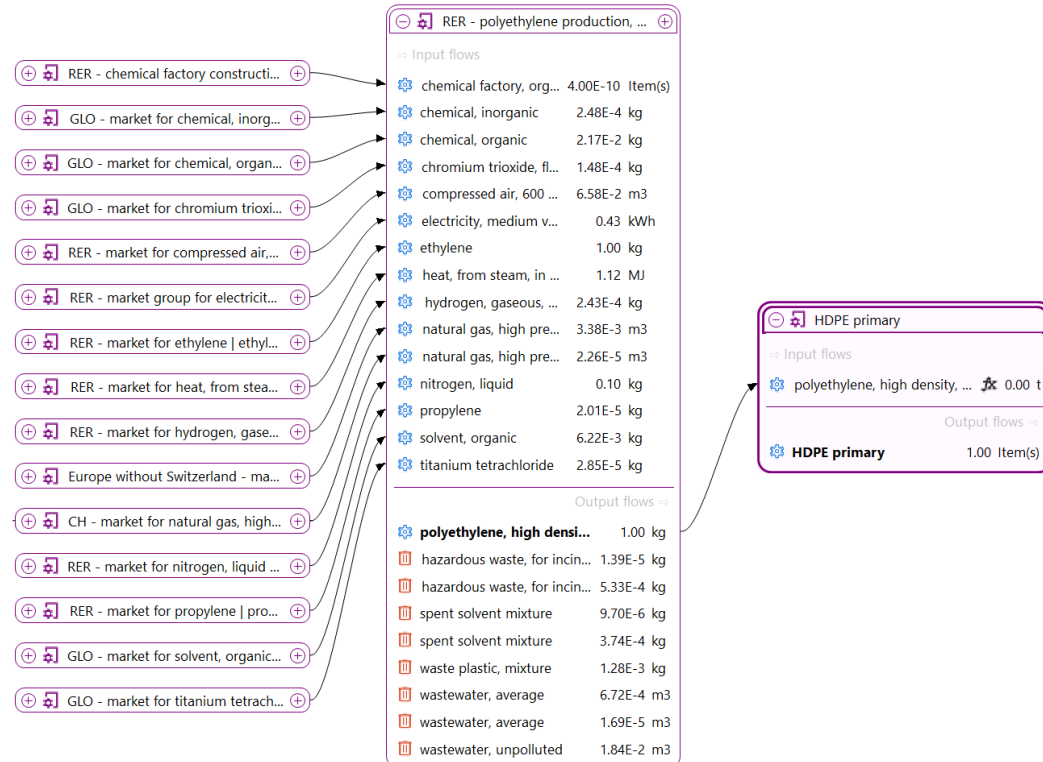 RER - polyethylene production, ...
⇨ Input flows
chemical factory, org... 4.00E-10 Item(s)
chemical, inorganic 2.48E-4 kg
chemical, organic 2.17E-2 kg
chromium trioxide, fl... 1.48E-4 kg
compressed air, 600 ... 6.58E-2 m3
electricity, medium v... 0.43 kWh
ethylene 1.00 kg
heat, from steam, in ... 1.12 MJ
hydrogen, gaseous, ... 2.43E-4 kg
natural gas, high pre... 3.38E-3 m3
natural gas, high pre... 2.26E-5 m3
nitrogen, liquid 0.10 kg
propylene 2.01E-5 kg
solvent, organic 6.22E-3 kg
titanium tetrachloride 2.85E-5 kg
Output flows ⇨
polyethylene, high densi... 1.00 kg
hazardous waste, for incin... 1.39E-5 kg
hazardous waste, for incin... 5.33E-4 kg
spent solvent mixture 9.70E-6 kg
spent solvent mixture 3.74E-4 kg
waste plastic, mixture 1.28E-3 kg
wastewater, average 6.72E-4 m3
wastewater, average 1.69E-5 m3
wastewater, unpolluted 1.84E-2 m3
RER - chemical factory constructi...
GLO - market for chemical, inorg...
GLO - market for chemical, organ...
GLO - market for chromium trioxi...
RER - market for compressed air,...
RER - market group for electricit...
RER - market for ethylene | ethyl...
RER - market for heat, from stea...
RER - market for hydrogen, gase...
Europe without Switzerland - ma...
CH - market for natural gas, high...
RER - market for nitrogen, liquid ...
RER - market for propylene | pro...
GLO - market for solvent, organic...
GLO - market for titanium tetrach...
HDPE primary
⇨ Input flows
polyethylene, high density, ... fx 0.00 t
Output flows ⇨
HDPE primary 1.00 Item(s)